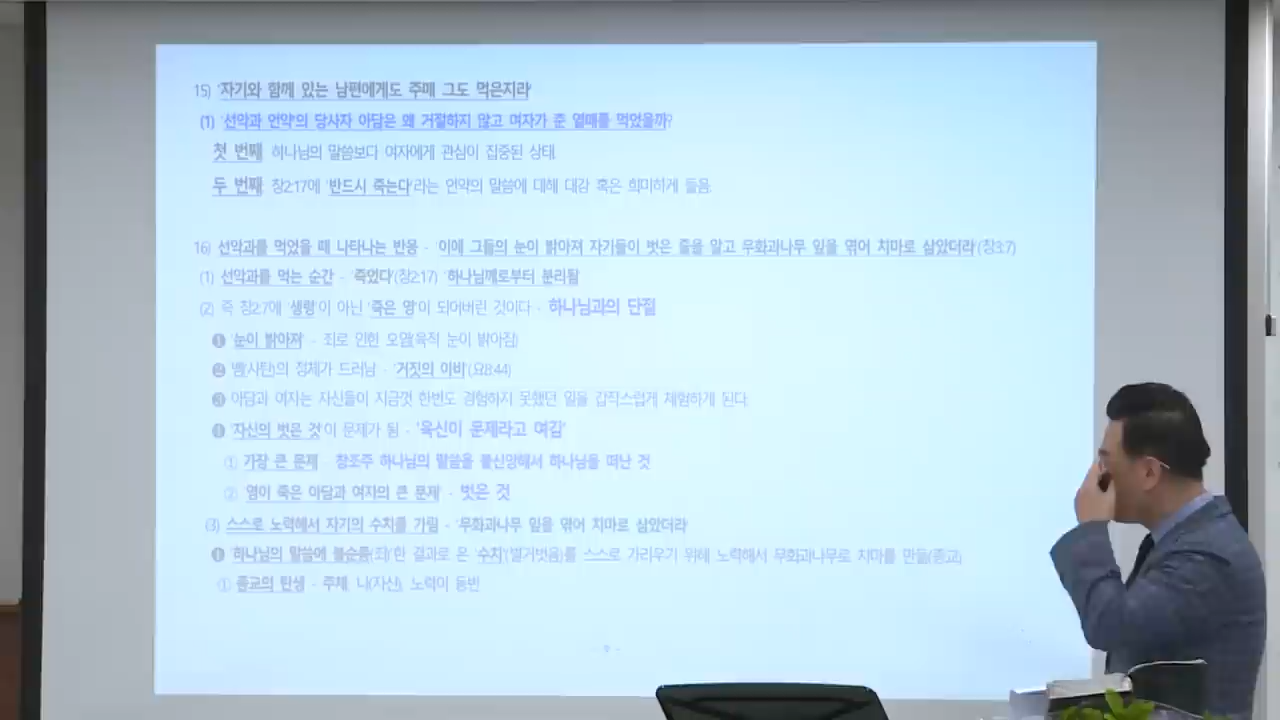 15) '자기와 함께 있는 남편에게도 주매 그도 먹은지라'
(1) '선악과 언약'의 당사자 아담은 왜 거절하지 않고 여자가 준 열매를 먹었을까?
첫 번째 하나님의 말씀보다 여자에게 관심이 집중된 상태.
두 번째 창2:17에 '반드시 죽는다'라는 언약의 말씀에 대해 대강 혹은 희미하게 들음.
16) 선악과를 먹었을 때 나타나는 반응 - '이에 그들의 눈이 밝아져 자기들이 벗은 줄을 알고 무화과나무 잎을 엮어 치마로 삼았더라'(창3:7)
(1) 선악과를 먹는 순간 - '죽었다'(창2:17) '하나님께로부터 분리됨'
(2) 즉 창2:7에 '생령'이 아닌 '죽은 영'이 되어버린 것이다 - 하나님과의 단절
❶ '눈이 밝아져' - 죄로 인한 오염(육적 눈이 밝아짐)
❷ 뱀(사탄)의 정체가 드러남 - '거짓의 아비'(요8:44)
❸ 아담과 여자는 자신들이 지금껏 한번도 경험하지 못했던 일을 갑작스럽게 체험하게 된다.
❹ '자신의 벗은 것'이 문제가 됨 - '육신이 문제라고 여김'
① 가장 큰 문제 - 창조주 하나님의 말씀을 불신앙해서 하나님을 떠난 것
② '영이 죽은 아담과 여자의 큰 문제' - 벗은 것
(3) 스스로 노력해서 자기의 수치를 가림 - '무화과나무 잎을 엮어 치마로 삼았더라'
❶ '하나님의 말씀에 불순종(죄)'한 결과로 온 '수치'(벌거벗음)를 스스로 가리우기 위해 노력해서 무화과나무로 치마를 만듦(종교)
① 종교의 탄생 - 주체: 나(자신), 노력이 동반
- 9 -